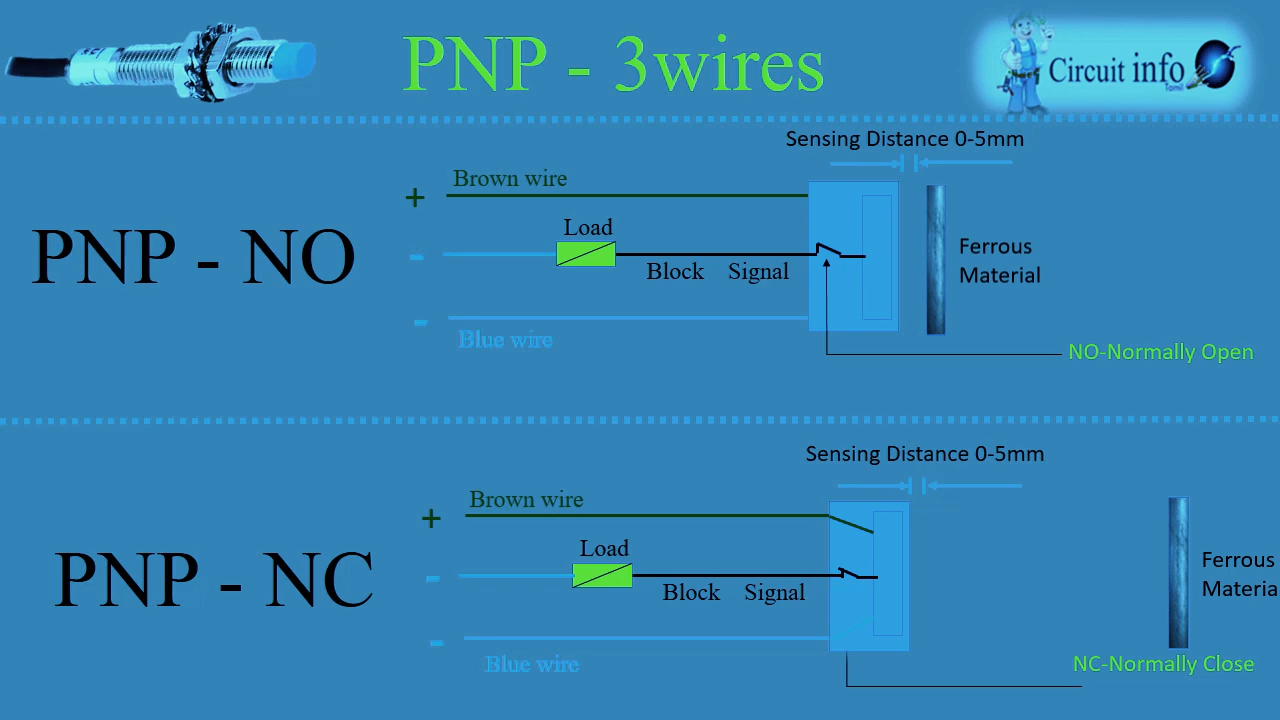 PNP - 3wires
Circuit info
Tamil
Sensing Distance 0-5mm
+
Brown wire
PNP - NO
Load
-
Block Signal
Ferrous
Material
-
Blue wire
NO-Normally Open
Sensing Distance 0-5mm
+
Brown wire
PNP - NC
Load
-
Block Signal
Ferrous
Materia
-
Blue wire
NC-Normally Close